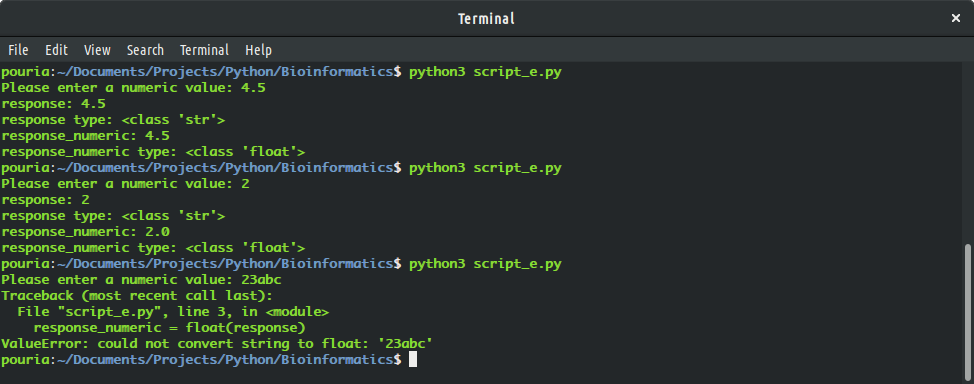 Terminal
File Edit View Search Terminal Help
pouria:~/Documents/Projects/Python/Bioinformatics$ python3 script_e.py
Please enter a numeric value: 4.5
response: 4.5
response type: <class 'str'>
response_numeric: 4.5
response_numeric type: <class 'float'>
pouria:~/Documents/Projects/Python/Bioinformatics$ python3 script_e.py
Please enter a numeric value: 2
response: 2
response type: <class 'str'>
response_numeric: 2.0
response_numeric type: <class 'float'>
pouria:~/Documents/Projects/Python/Bioinformatics$ python3 script_e.py
Please enter a numeric value: 23abc
Traceback (most recent call last):
  File "script_e.py", line 3, in <module>
    response_numeric = float(response)
ValueError: could not convert string to float: '23abc'
pouria:~/Documents/Projects/Python/Bioinformatics$